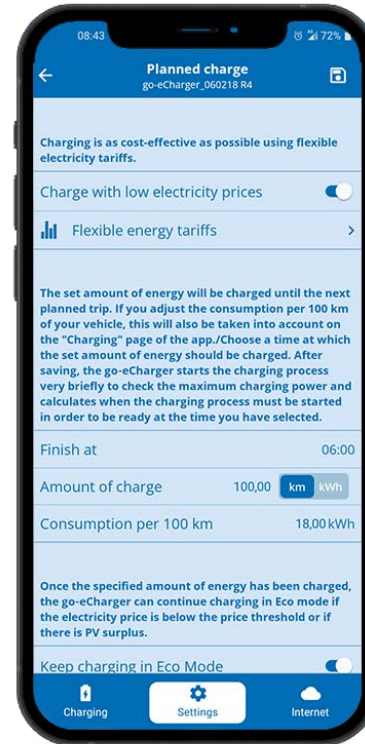 08:43
72%
Planned charge
go-eCharger_060218 R4
Charging is as cost-effective as possible using flexible
electricity tariffs.
Charge with low electricity prices
Flexible energy tariffs
The set amount of energy will be charged until the next
planned trip. If you adjust the consumption per 100 km
of your vehicle, this will also be taken into account on
the "Charging" page of the app./Choose a time at which
the set amount of energy should be charged. After
saving, the go-eCharger starts the charging process
very briefly to check the maximum charging power and
calculates when the charging process must be started
in order to be ready at the time you have selected.
Finish at 06:00
Amount of charge 100,00 km kWh
Consumption per 100 km 18,00 kWh
Once the specified amount of energy has been charged,
the go-eCharger can continue charging in Eco mode if
the electricity price is below the price threshold or if
there is PV surplus.
Keep charging in Eco Mode
Charging Settings Internet